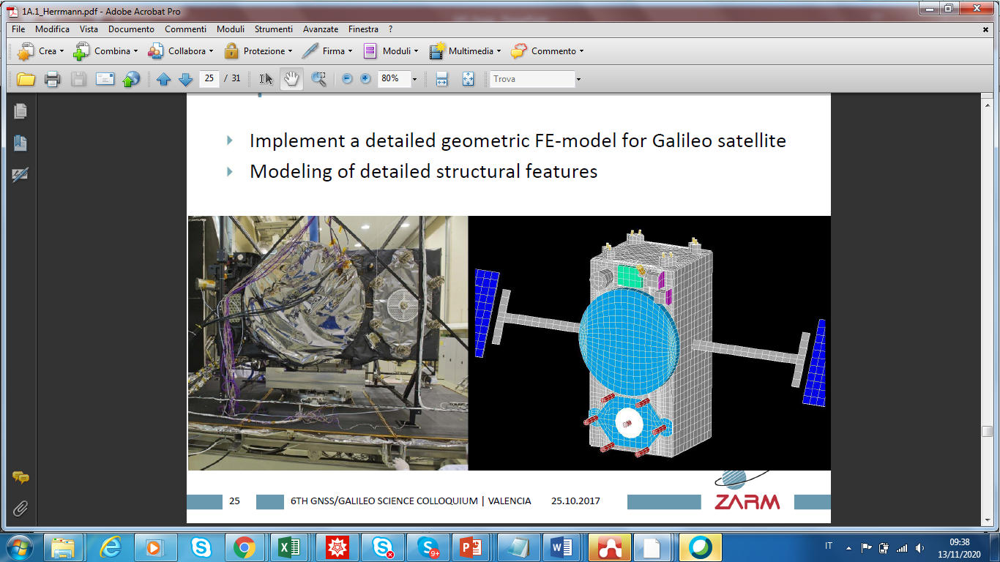 1A.1_Herrmann.pdf - Adobe Acrobat Pro
File Modifica Vista Documento Commenti Moduli Strumenti Avanzate Finestra ?
Crea Combina Collabora Protezione Firma Moduli Multimedia Commento
25 / 31 80% Trova
Implement a detailed geometric FE-model for Galileo satellite
Modeling of detailed structural features
25 6TH GNSS/GALILEO SCIENCE COLLOQUIUM | VALENCIA 25.10.2017
ZARM
IT 09:38
13/11/2020